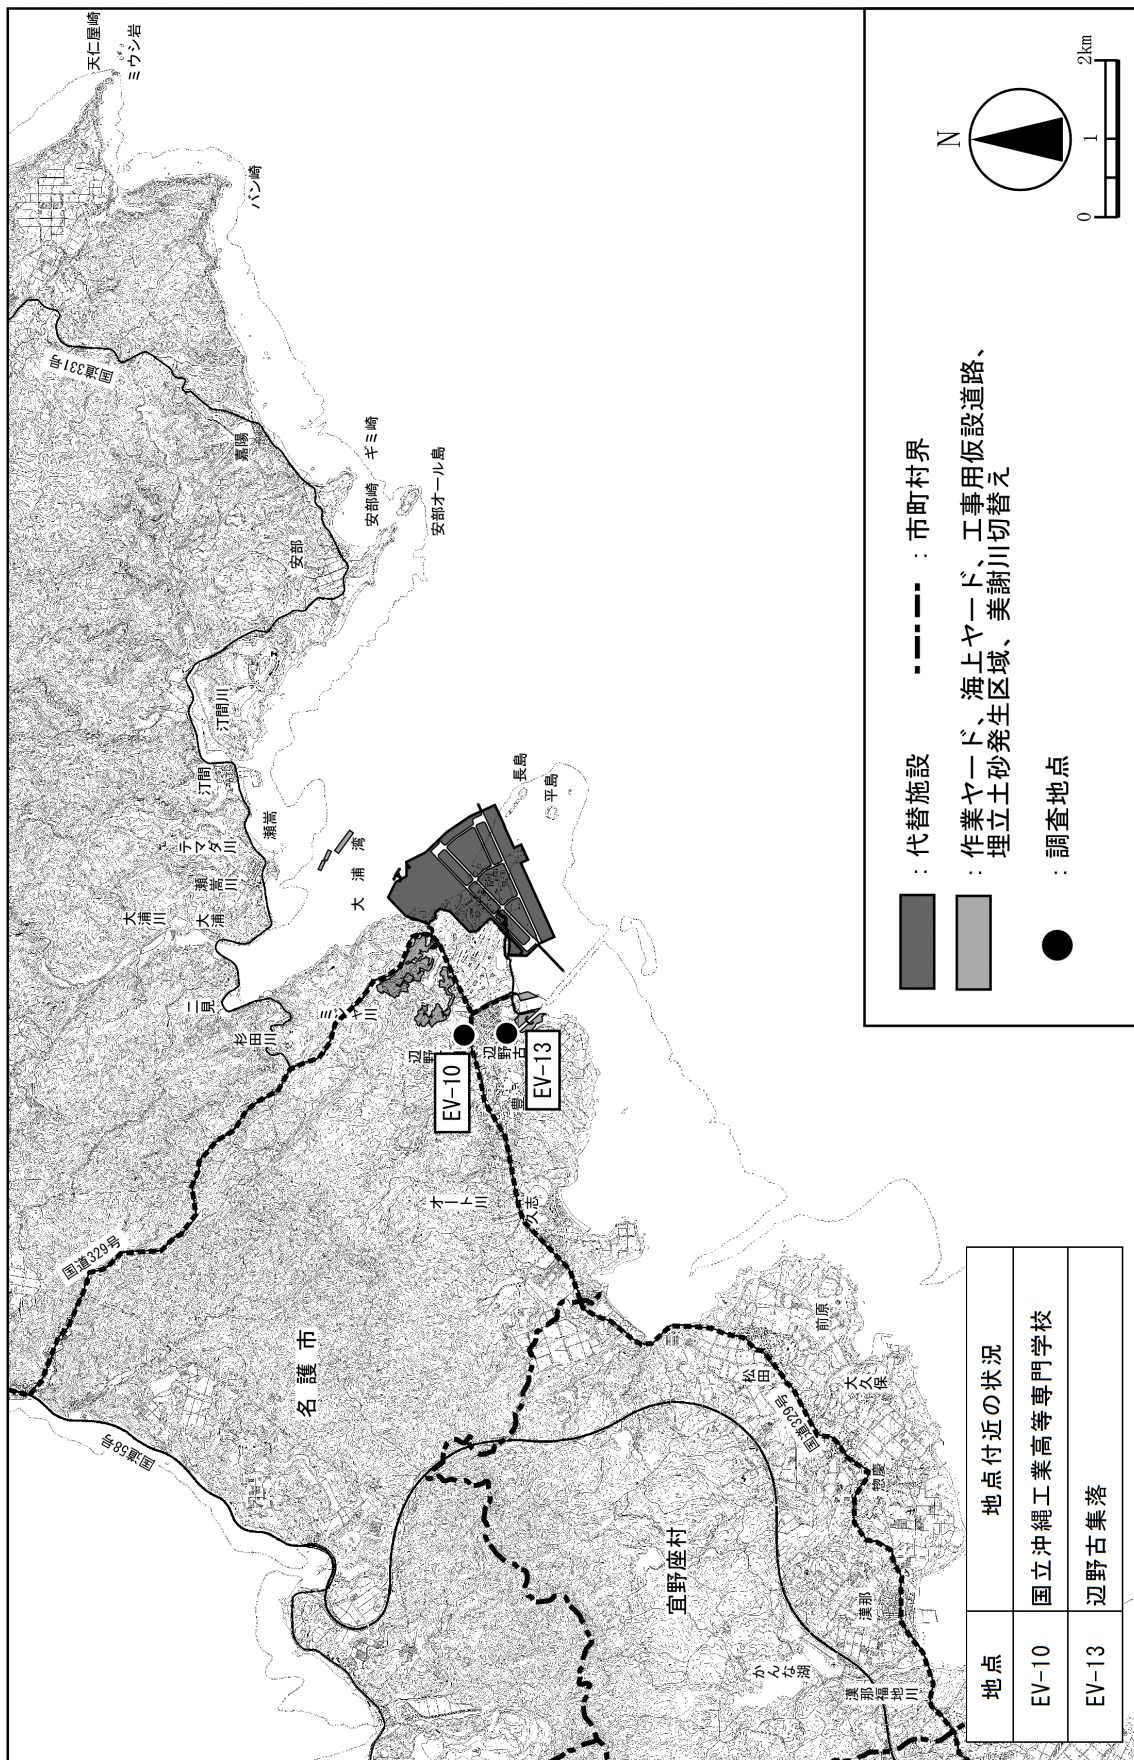 天仁屋崎
ミウシ岩
バン崎
国道331号
嘉陽
ギミ崎
安部崎
安部オール島
安部
汀間川
汀間
テマダ川
瀬嵩
瀬嵩川
大浦川
大浦
大浦湾
長島
平島
二見
杉田川
辺野
EV-10
辺野古
EV-13
豊
オート川
久志
国道329号
名護市
国道58号
前原
松田
大久保
国道329号
惣慶
宜野座村
漢那
かんな湖
漢那福地川
N
0 1 2km
：代替施設
：市町村界
：作業ヤード、海上ヤード、工事用仮設道路、
埋立土砂発生区域、美謝川切替え
：調査地点
地点 地点付近の状況
EV-10 国立沖縄工業高等専門学校
EV-13 辺野古集落